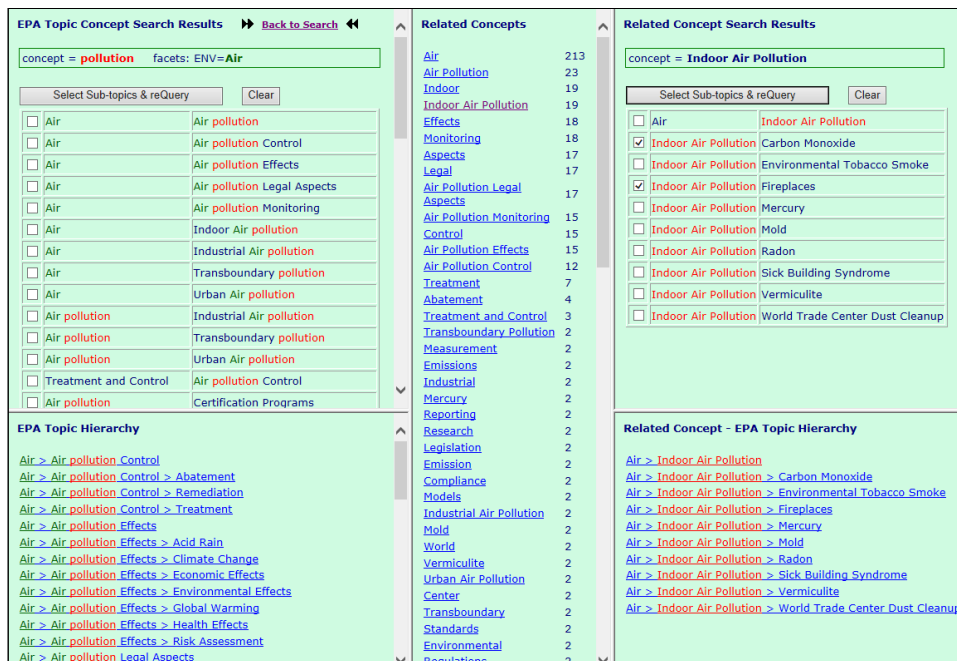 EPA Topic Concept Search Results Back to Search
concept = pollution facets: ENV=Air
Select Sub-topics & reQuery Clear
Air Air pollution
Air Air pollution Control
Air Air pollution Effects
Air Air pollution Legal Aspects
Air Air pollution Monitoring
Air Indoor Air pollution
Air Industrial Air pollution
Air Transboundary pollution
Air Urban Air pollution
Air pollution Industrial Air pollution
Air pollution Transboundary pollution
Air pollution Urban Air pollution
Treatment and Control Air pollution Control
Air pollution Certification Programs
EPA Topic Hierarchy
Air > Air pollution Control
Air > Air pollution Control > Abatement
Air > Air pollution Control > Remediation
Air > Air pollution Control > Treatment
Air > Air pollution Effects
Air > Air pollution Effects > Acid Rain
Air > Air pollution Effects > Climate Change
Air > Air pollution Effects > Economic Effects
Air > Air pollution Effects > Environmental Effects
Air > Air pollution Effects > Global Warming
Air > Air pollution Effects > Health Effects
Air > Air pollution Effects > Risk Assessment
Air > Air pollution Legal Aspects
Related Concepts
Air 213
Air Pollution 23
Indoor 19
Indoor Air Pollution 19
Effects 18
Monitoring 18
Aspects 17
Legal 17
Air Pollution Legal
Aspects 17
Air Pollution Monitoring 15
Control 15
Air Pollution Effects 15
Air Pollution Control 12
Treatment 7
Abatement 4
Treatment and Control 3
Transboundary Pollution 2
Measurement 2
Emissions 2
Industrial 2
Mercury 2
Reporting 2
Research 2
Legislation 2
Emission 2
Compliance 2
Models 2
Industrial Air Pollution 2
Mold 2
World 2
Vermiculite 2
Urban Air Pollution 2
Center 2
Transboundary 2
Standards 2
Environmental 2
Regulations 2
Related Concept Search Results
concept = Indoor Air Pollution
Select Sub-topics & reQuery Clear
Air Indoor Air Pollution
Indoor Air Pollution Carbon Monoxide
Indoor Air Pollution Environmental Tobacco Smoke
Indoor Air Pollution Fireplaces
Indoor Air Pollution Mercury
Indoor Air Pollution Mold
Indoor Air Pollution Radon
Indoor Air Pollution Sick Building Syndrome
Indoor Air Pollution Vermiculite
Indoor Air Pollution World Trade Center Dust Cleanup
Related Concept - EPA Topic Hierarchy
Air > Indoor Air Pollution
Air > Indoor Air Pollution > Carbon Monoxide
Air > Indoor Air Pollution > Environmental Tobacco Smoke
Air > Indoor Air Pollution > Fireplaces
Air > Indoor Air Pollution > Mercury
Air > Indoor Air Pollution > Mold
Air > Indoor Air Pollution > Radon
Air > Indoor Air Pollution > Sick Building Syndrome
Air > Indoor Air Pollution > Vermiculite
Air > Indoor Air Pollution > World Trade Center Dust Cleanup